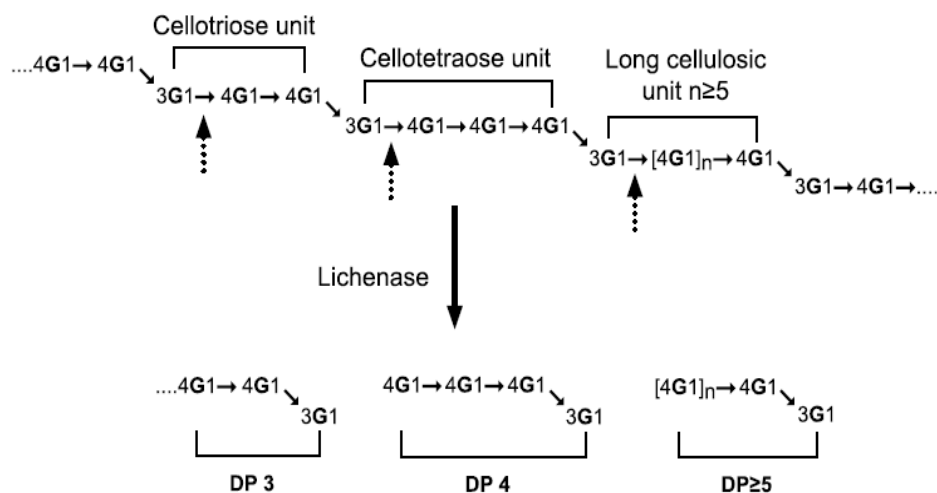 Cellotriose unit
Cellotetraose unit
Long cellulosic
unit n≥5
....4G1→4G1
3G1→4G1→4G1
3G1→4G1→4G1→4G1
3G1→[4G1]n→4G1
3G1→4G1→....
Lichenase
....4G1→4G1
3G1
4G1→4G1→4G1
3G1
[4G1]n→4G1
3G1
DP 3
DP 4
DP≥5